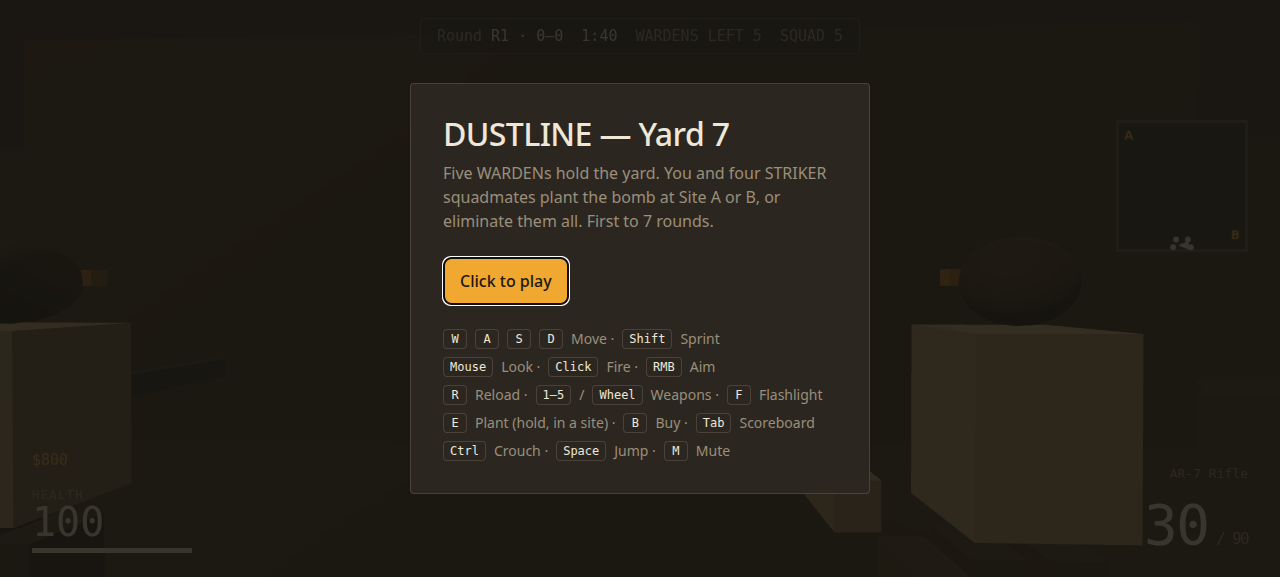 Round R1 · 0–0 1:40 WARDENS LEFT 5 SQUAD 5
DUSTLINE — Yard 7
Five WARDENs hold the yard. You and four STRIKER
squadmates plant the bomb at Site A or B, or
eliminate them all. First to 7 rounds.
Click to play
W A S D Move · Shift Sprint
Mouse Look · Click Fire · RMB Aim
R Reload · 1–5 / Wheel Weapons · F Flashlight
E Plant (hold, in a site) · B Buy · Tab Scoreboard
Ctrl Crouch · Space Jump · M Mute
A
B
$800
HEALTH
100
AR-7 Rifle
30 / 90